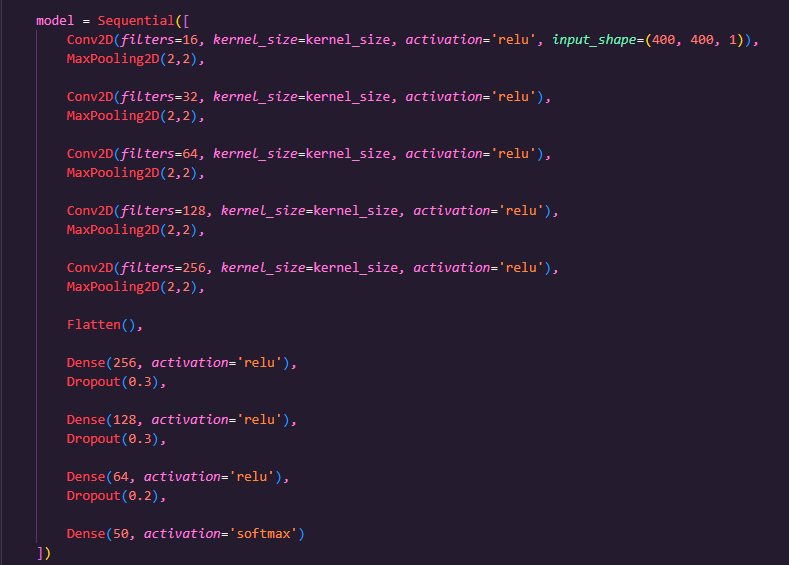 model = Sequential([
Conv2D(filters=16, kernel_size=kernel_size, activation='relu', input_shape=(400, 400, 1)),
MaxPooling2D(2,2),
Conv2D(filters=32, kernel_size=kernel_size, activation='relu'),
MaxPooling2D(2,2),
Conv2D(filters=64, kernel_size=kernel_size, activation='relu'),
MaxPooling2D(2,2),
Conv2D(filters=128, kernel_size=kernel_size, activation='relu'),
MaxPooling2D(2,2),
Conv2D(filters=256, kernel_size=kernel_size, activation='relu'),
MaxPooling2D(2,2),
Flatten(),
Dense(256, activation='relu'),
Dropout(0.3),
Dense(128, activation='relu'),
Dropout(0.3),
Dense(64, activation='relu'),
Dropout(0.2),
Dense(50, activation='softmax')
])